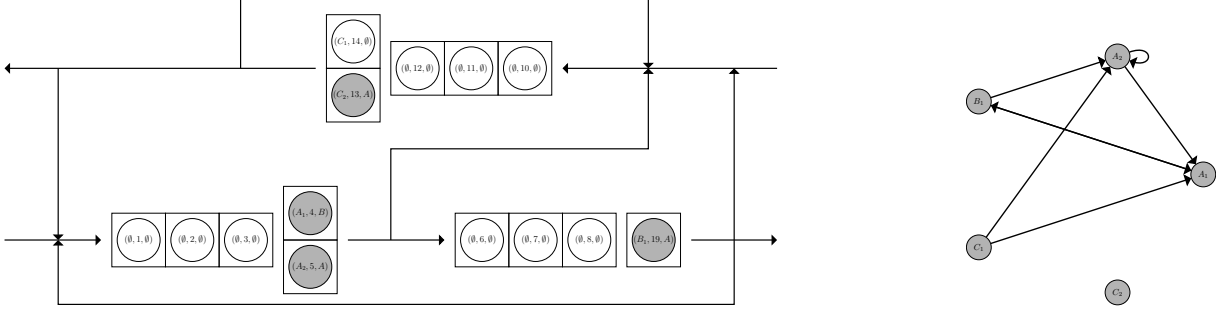 (C₁, 14, ∅)
(∅, 12, ∅) (∅, 11, ∅) (∅, 10, ∅)
(C₂, 13, A)
(A₁, 4, B)
(∅, 1, ∅) (∅, 2, ∅) (∅, 3, ∅)
(A₂, 5, A)
(∅, 6, ∅) (∅, 7, ∅) (∅, 8, ∅) (B₁, 19, A)
A₂
B₁
A₁
C₁
C₂